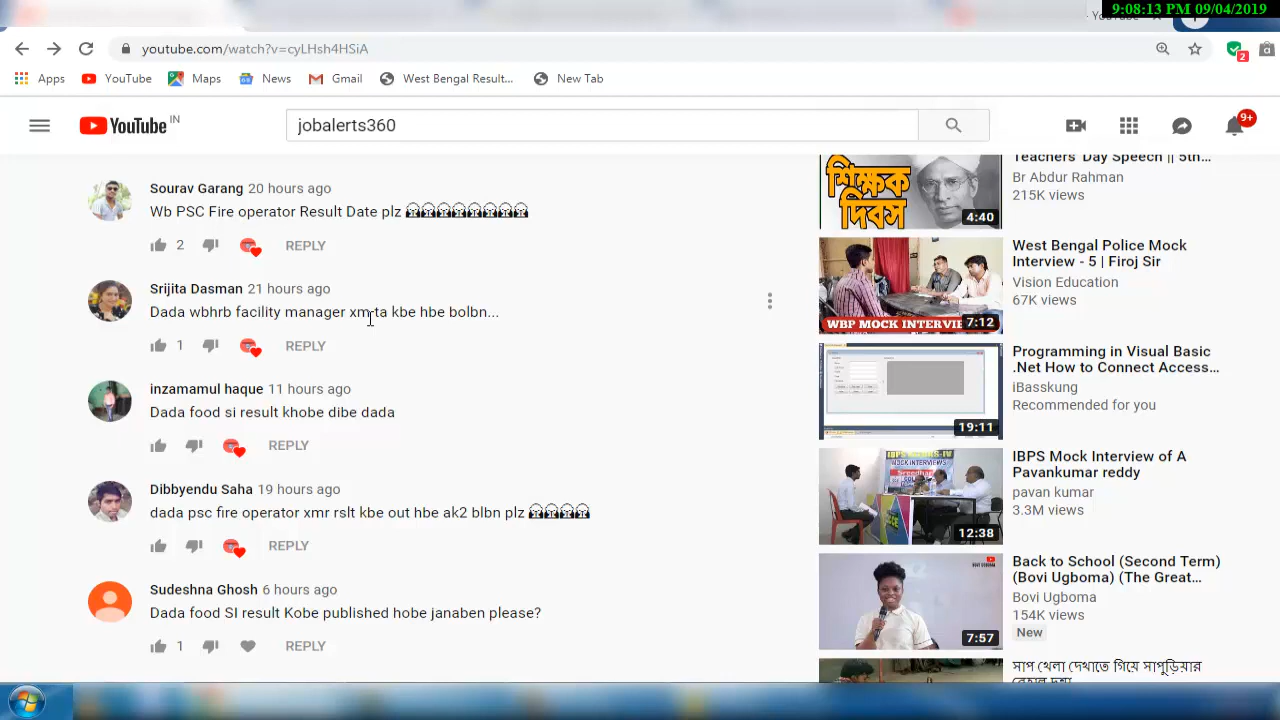 9:08:13 PM 09/04/2019
youtube.com/watch?v=cyLHsh4HSiA
2
Apps YouTube Maps News Gmail West Bengal Result... New Tab
YouTube IN
jobalerts360
9+
Sourav Garang 20 hours ago
Wb PSC Fire operator Result Date plz
2 REPLY
Srijita Dasman 21 hours ago
Dada wbhrb facility manager xm ta kbe hbe bolbn...
1 REPLY
inzamamul haque 11 hours ago
Dada food si result khobe dibe dada
REPLY
Dibbyendu Saha 19 hours ago
dada psc fire operator xmr rslt kbe out hbe ak2 blbn plz
REPLY
Sudeshna Ghosh 6 hours ago
Dada food SI result Kobe published hobe janaben please?
1 REPLY
শিক্ষক
দিবস
4:40
Teachers' Day Speech || 5th...
Br Abdur Rahman
215K views
WBP MOCK INTERVIE
7:12
West Bengal Police Mock
Interview - 5 | Firoj Sir
Vision Education
67K views
19:11
Programming in Visual Basic
.Net How to Connect Access...
iBasskung
Recommended for you
MOCK INTERVIEWS
12:38
IBPS Mock Interview of A
Pavankumar reddy
pavan kumar
3.3M views
BOVI UGBOMA
7:57
Back to School (Second Term)
(Bovi Ugboma) (The Great...
Bovi Ugboma
154K views
New
সাপ খেলা দেখাতে গিয়ে সাপুড়িয়ার